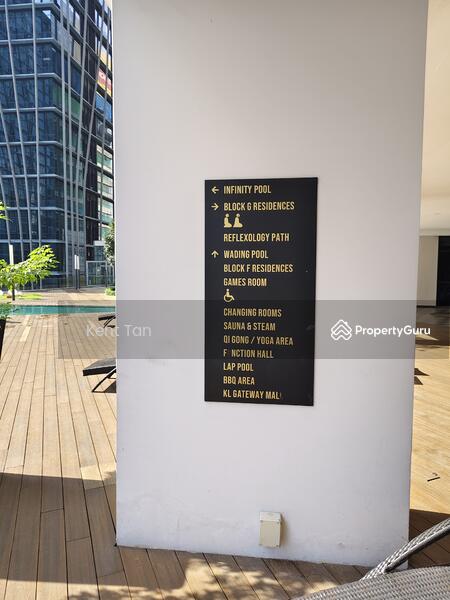 ← INFINITY POOL
→ BLOCK G RESIDENCES
REFLEXOLOGY PATH
↑ WADING POOL
BLOCK F RESIDENCES
GAMES ROOM
CHANGING ROOMS
SAUNA & STEAM
QI GONG / YOGA AREA
F NCTION HALL
LAP POOL
BBQ AREA
KL GATEWAY MALL
Kent Tan
PropertyGuru